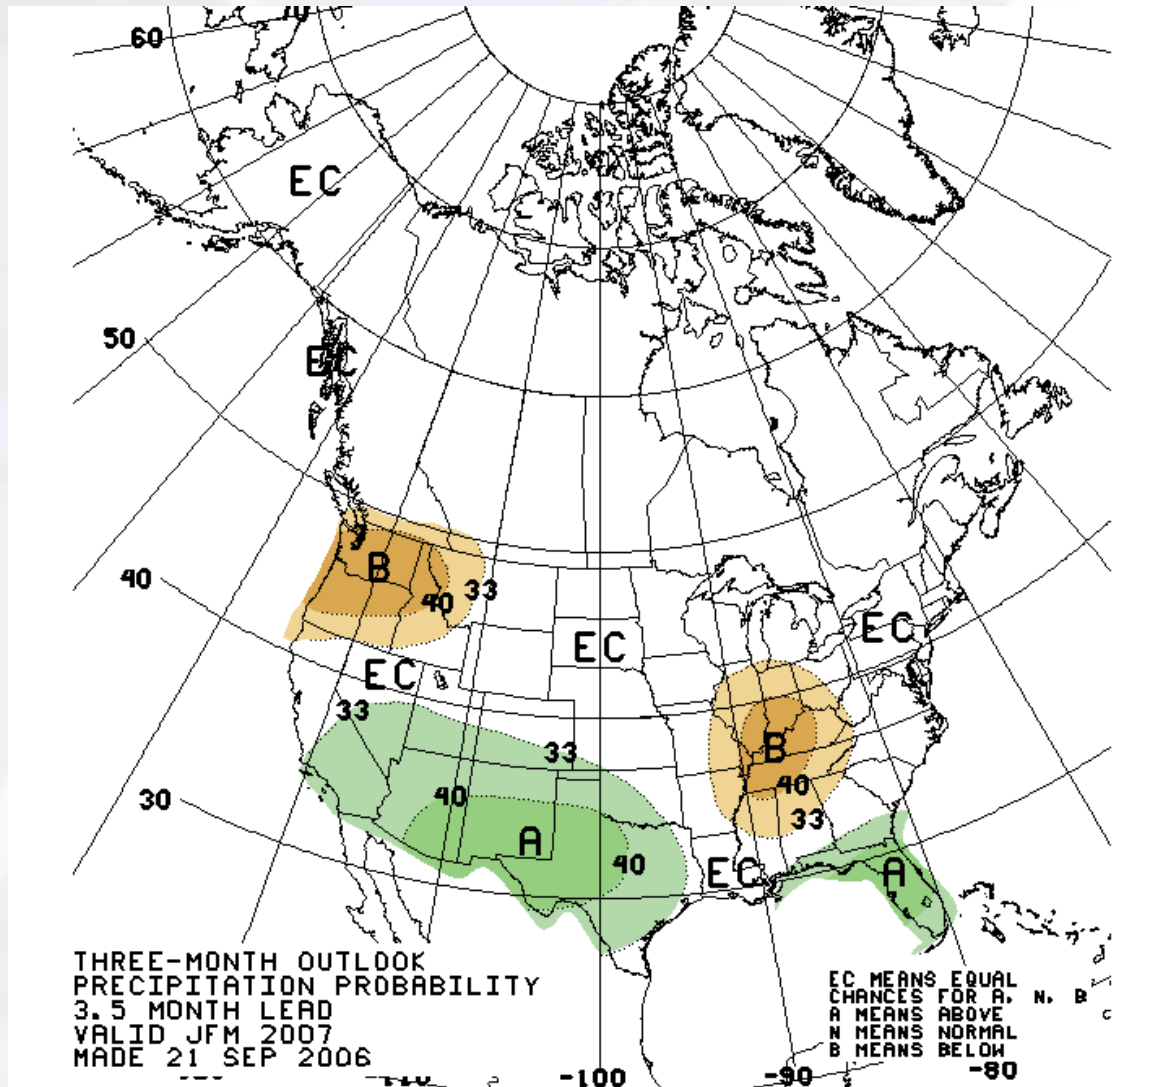 60
EC
50
EC
40
B
40
33
EC
EC
EC
33
33
B
40
40
33
30
A
40
EC
A
THREE-MONTH OUTLOOK
PRECIPITATION PROBABILITY
3.5 MONTH LEAD
VALID JFM 2007
MADE 21 SEP 2006
EC MEANS EQUAL
CHANCES FOR A, N, B
A MEANS ABOVE
N MEANS NORMAL
B MEANS BELOW
-100
-90
-80